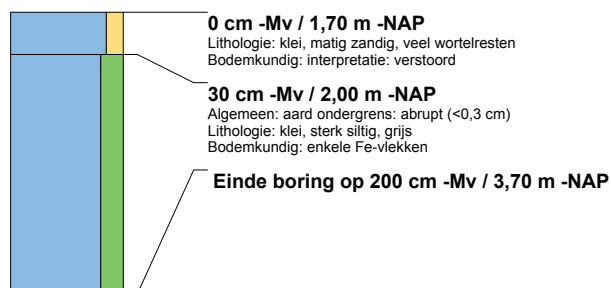 0 cm -Mv / 1,70 m -NAP
Lithologie: klei, matig zandig, veel wortelresten
Bodemkundig: interpretatie: verstoord
30 cm -Mv / 2,00 m -NAP
Algemeen: aard ondergrens: abrupt (<0,3 cm)
Lithologie: klei, sterk siltig, grijs
Bodemkundig: enkele Fe-vlekken
Einde boring op 200 cm -Mv / 3,70 m -NAP